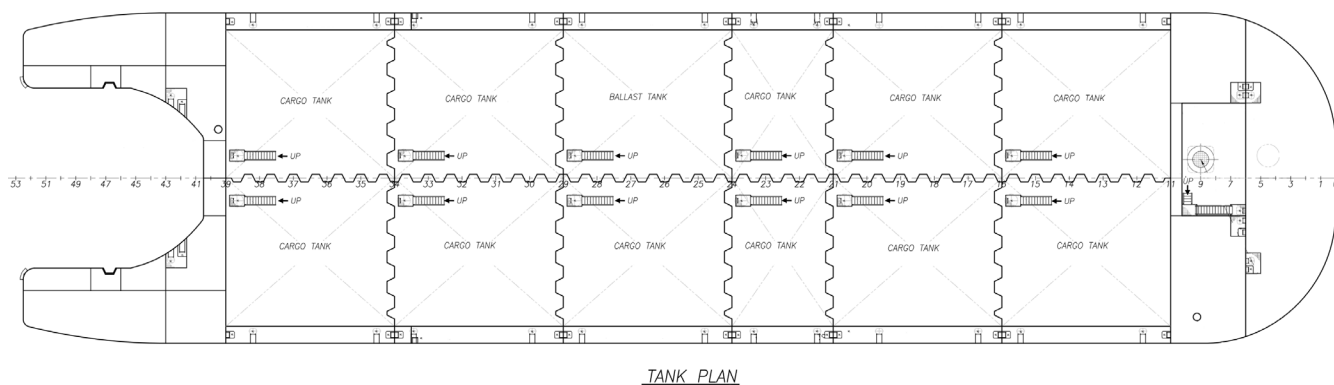 CARGO TANK CARGO TANK BALLAST TANK CARGO TANK CARGO TANK CARGO TANK
UP UP UP UP UP UP
53 51 49 47 45 43 41 39 38 37 36 35 34 33 32 31 30 29 28 27 26 25 24 23 22 21 20 19 18 17 16 15 14 13 12 11 9 7 5 3 1
UP
UP UP UP UP UP UP
CARGO TANK CARGO TANK CARGO TANK CARGO TANK CARGO TANK CARGO TANK
TANK PLAN